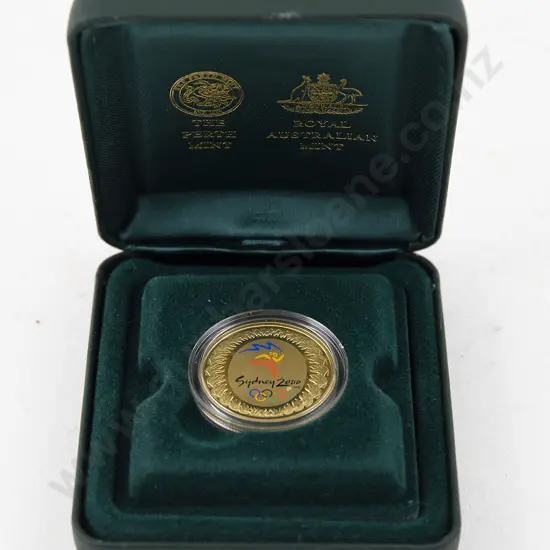 THE
PERTH
MINT
ROYAL
AUSTRALIAN
MINT
Sydney 2000